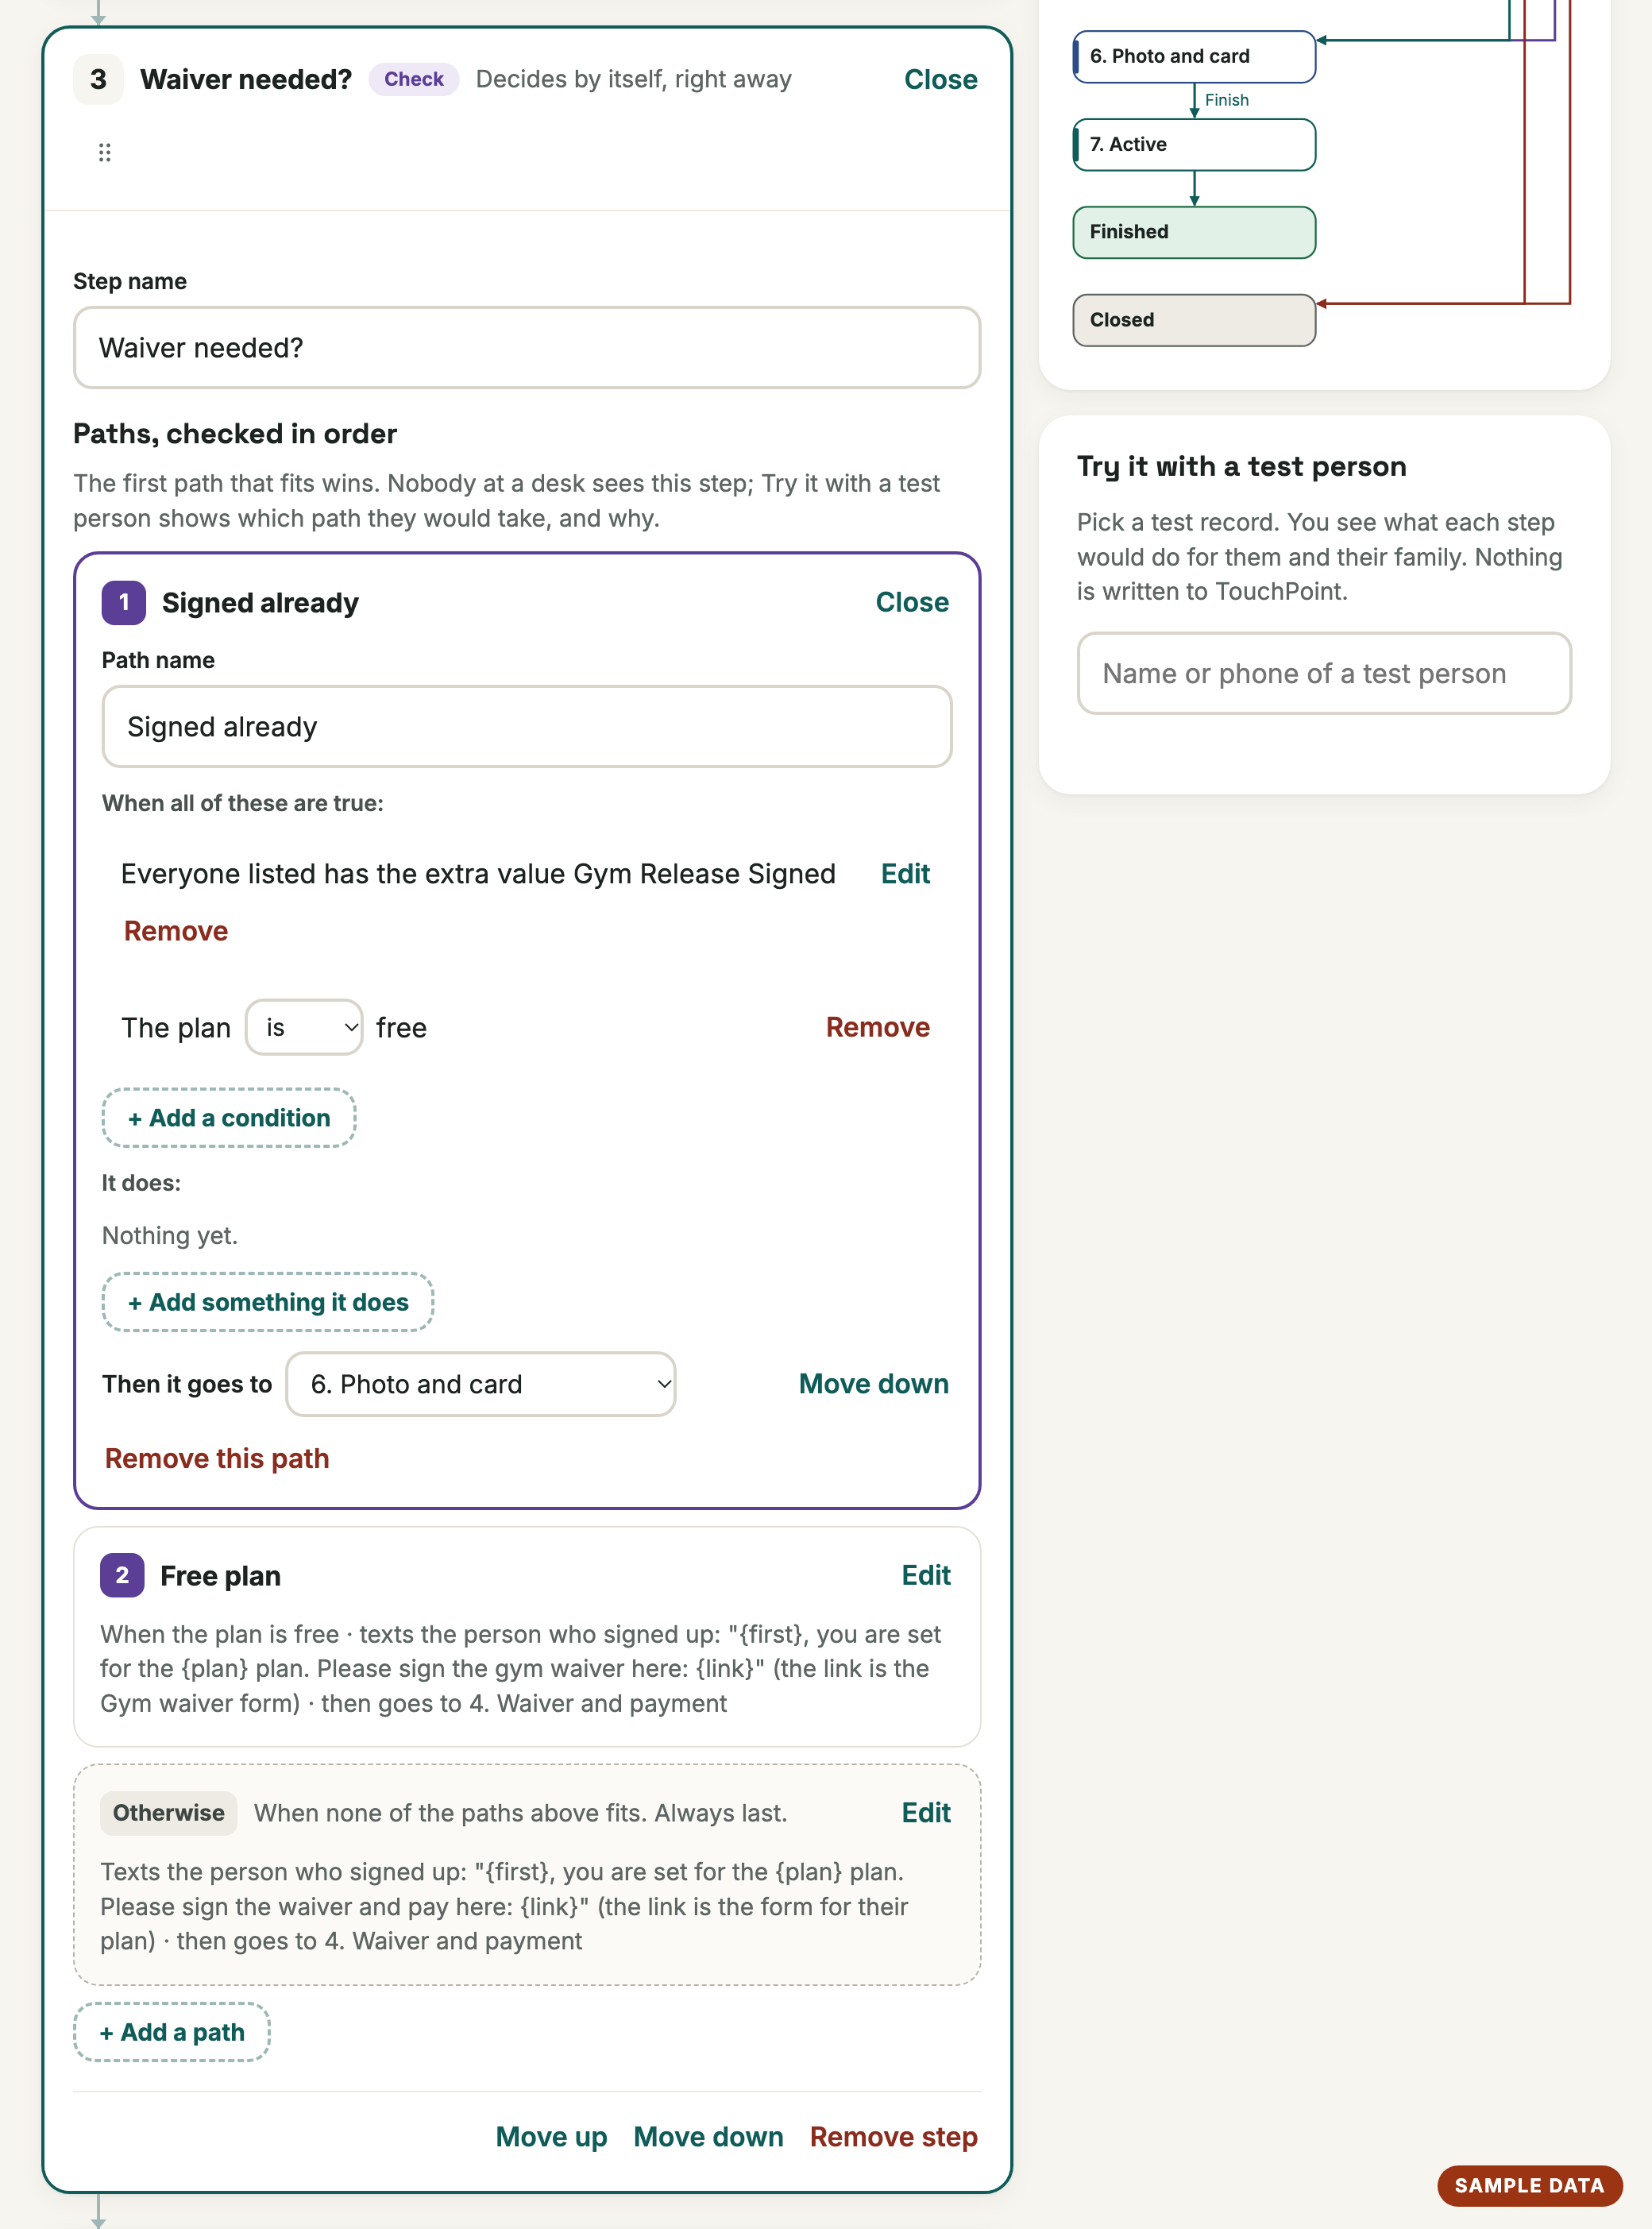 3 Waiver needed? Check Decides by itself, right away Close
Step name
Waiver needed?
Paths, checked in order
The first path that fits wins. Nobody at a desk sees this step; Try it with a test
person shows which path they would take, and why.
1 Signed already Close
Path name
Signed already
When all of these are true:
Everyone listed has the extra value Gym Release Signed Edit
Remove
The plan is free Remove
+ Add a condition
It does:
Nothing yet.
+ Add something it does
Then it goes to 6. Photo and card Move down
Remove this path
2 Free plan Edit
When the plan is free · texts the person who signed up: "{first}, you are set
for the {plan} plan. Please sign the gym waiver here: {link}" (the link is the
Gym waiver form) · then goes to 4. Waiver and payment
Otherwise When none of the paths above fits. Always last. Edit
Texts the person who signed up: "{first}, you are set for the {plan} plan.
Please sign the waiver and pay here: {link}" (the link is the form for their
plan) · then goes to 4. Waiver and payment
+ Add a path
Move up Move down Remove step
6. Photo and card
Finish
7. Active
Finished
Closed
Try it with a test person
Pick a test record. You see what each step
would do for them and their family. Nothing
is written to TouchPoint.
Name or phone of a test person
SAMPLE DATA